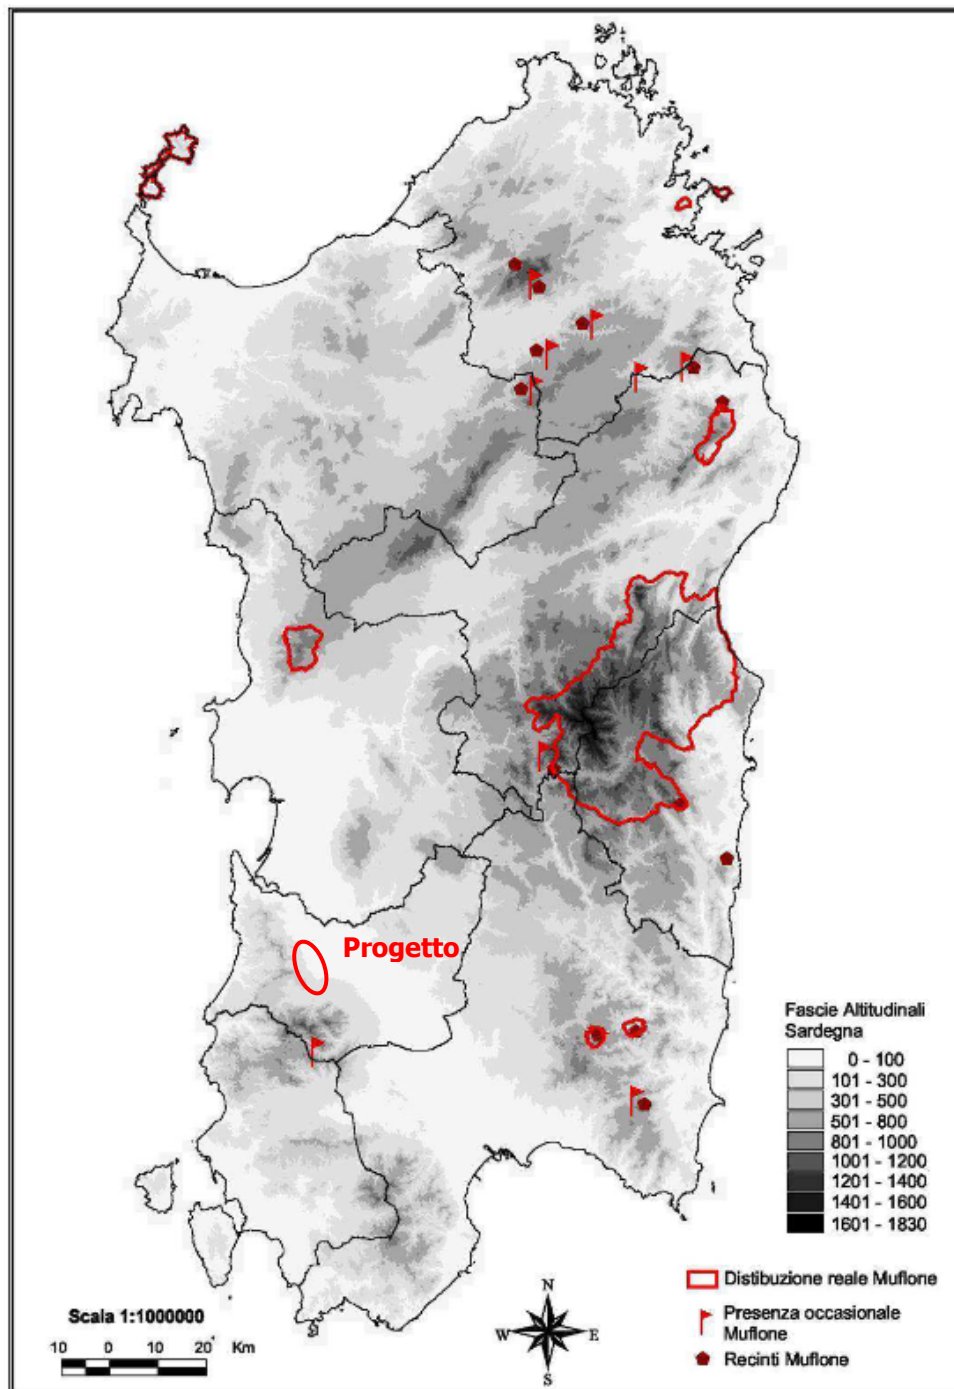 Progetto
Fascie Altitudinali
Sardegna
0 - 100
101 - 300
301 - 500
501 - 800
801 - 1000
1001 - 1200
1201 - 1400
1401 - 1600
1601 - 1830
Distibuzione reale Muflone
Presenza occasionale
Muflone
Recinti Muflone
Scala 1:1000000
10 0 10 20 Km
N
W E
S